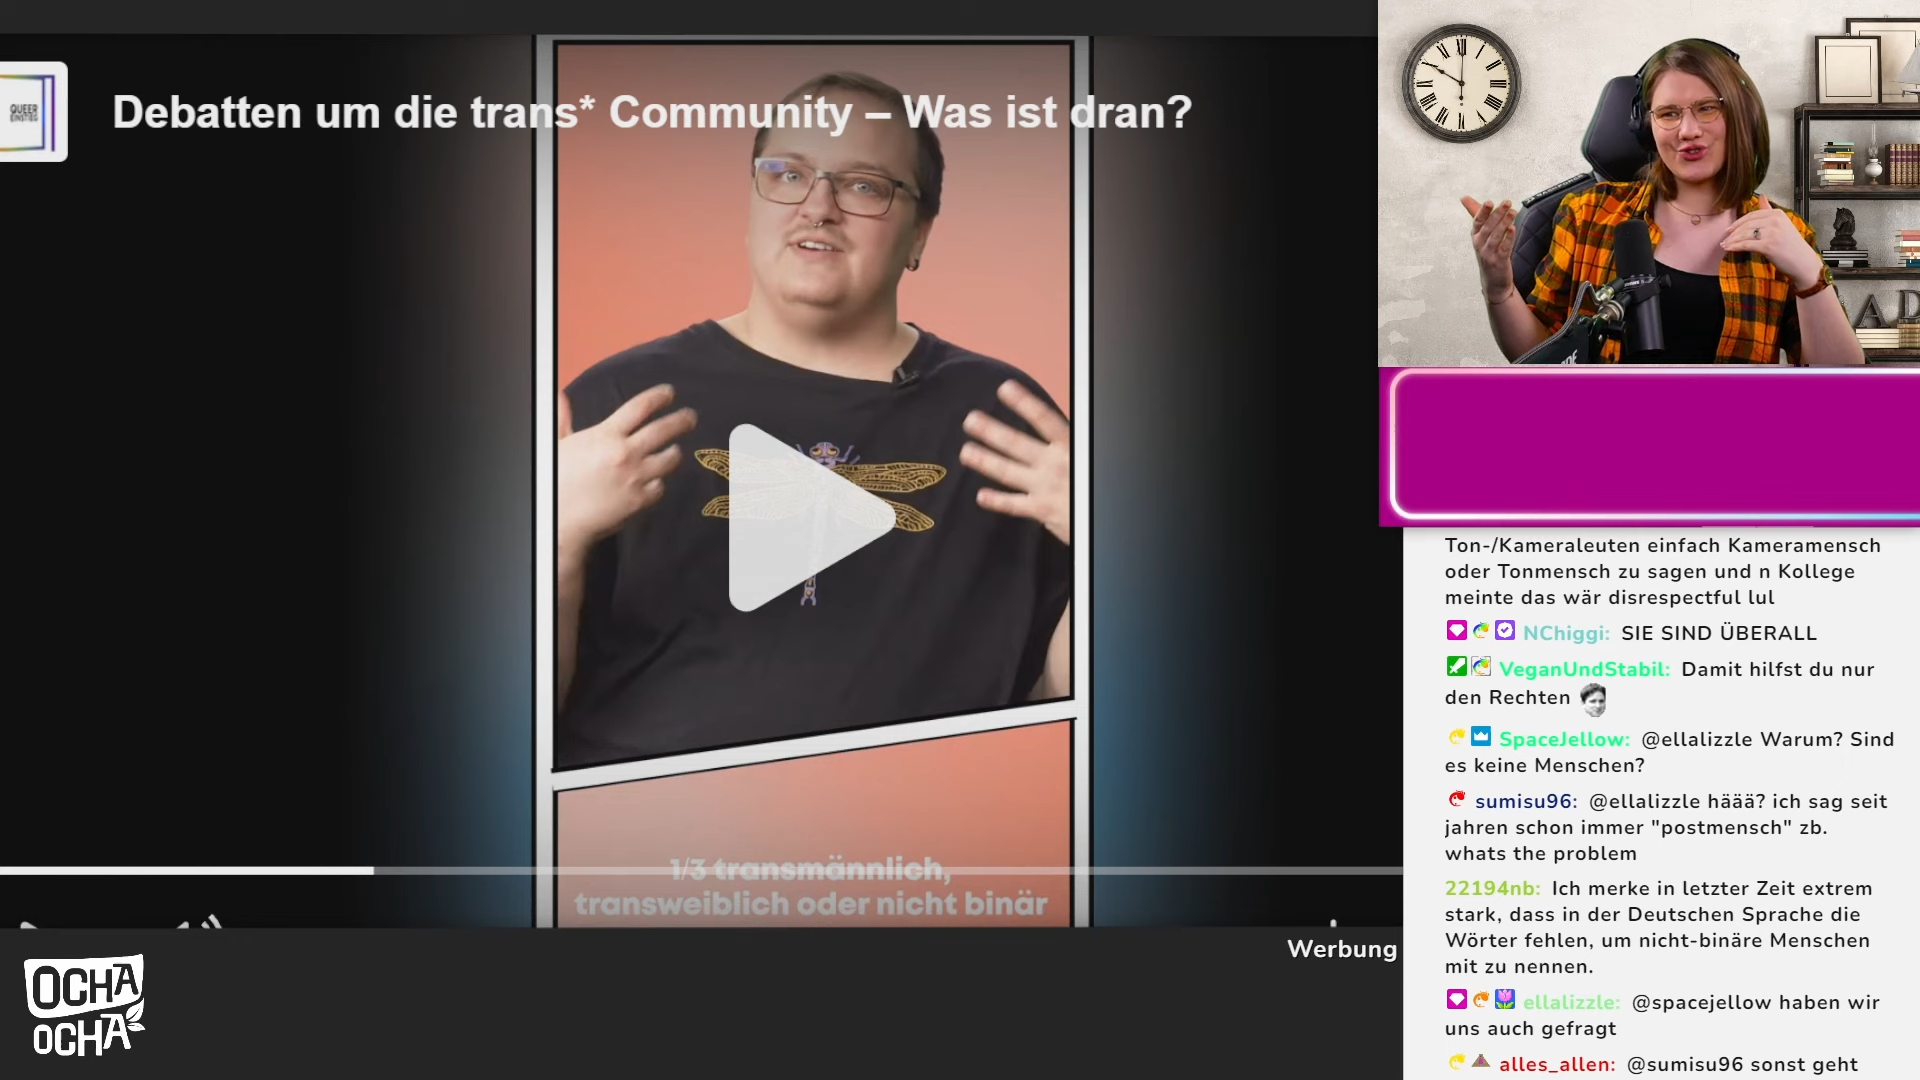 QUEER
EINSTIEG
Debatten um die trans* Community – Was ist dran?
1/3 transmännlich,
transweiblich oder nicht binär
Werbung
OCHA
OCHA
Ton-/Kameraleuten einfach Kameramensch
oder Tonmensch zu sagen und n Kollege
meinte das wär disrespectful lul
NChiggi: SIE SIND ÜBERALL
VeganUndStabil: Damit hilfst du nur
den Rechten
SpaceJellow: @ellalizzle Warum? Sind
es keine Menschen?
sumisu96: @ellalizzle häää? ich sag seit
jahren schon immer "postmensch" zb.
whats the problem
22194nb: Ich merke in letzter Zeit extrem
stark, dass in der Deutschen Sprache die
Wörter fehlen, um nicht-binäre Menschen
mit zu nennen.
ellalizzle: @spacejellow haben wir
uns auch gefragt
alles_allen: @sumisu96 sonst geht